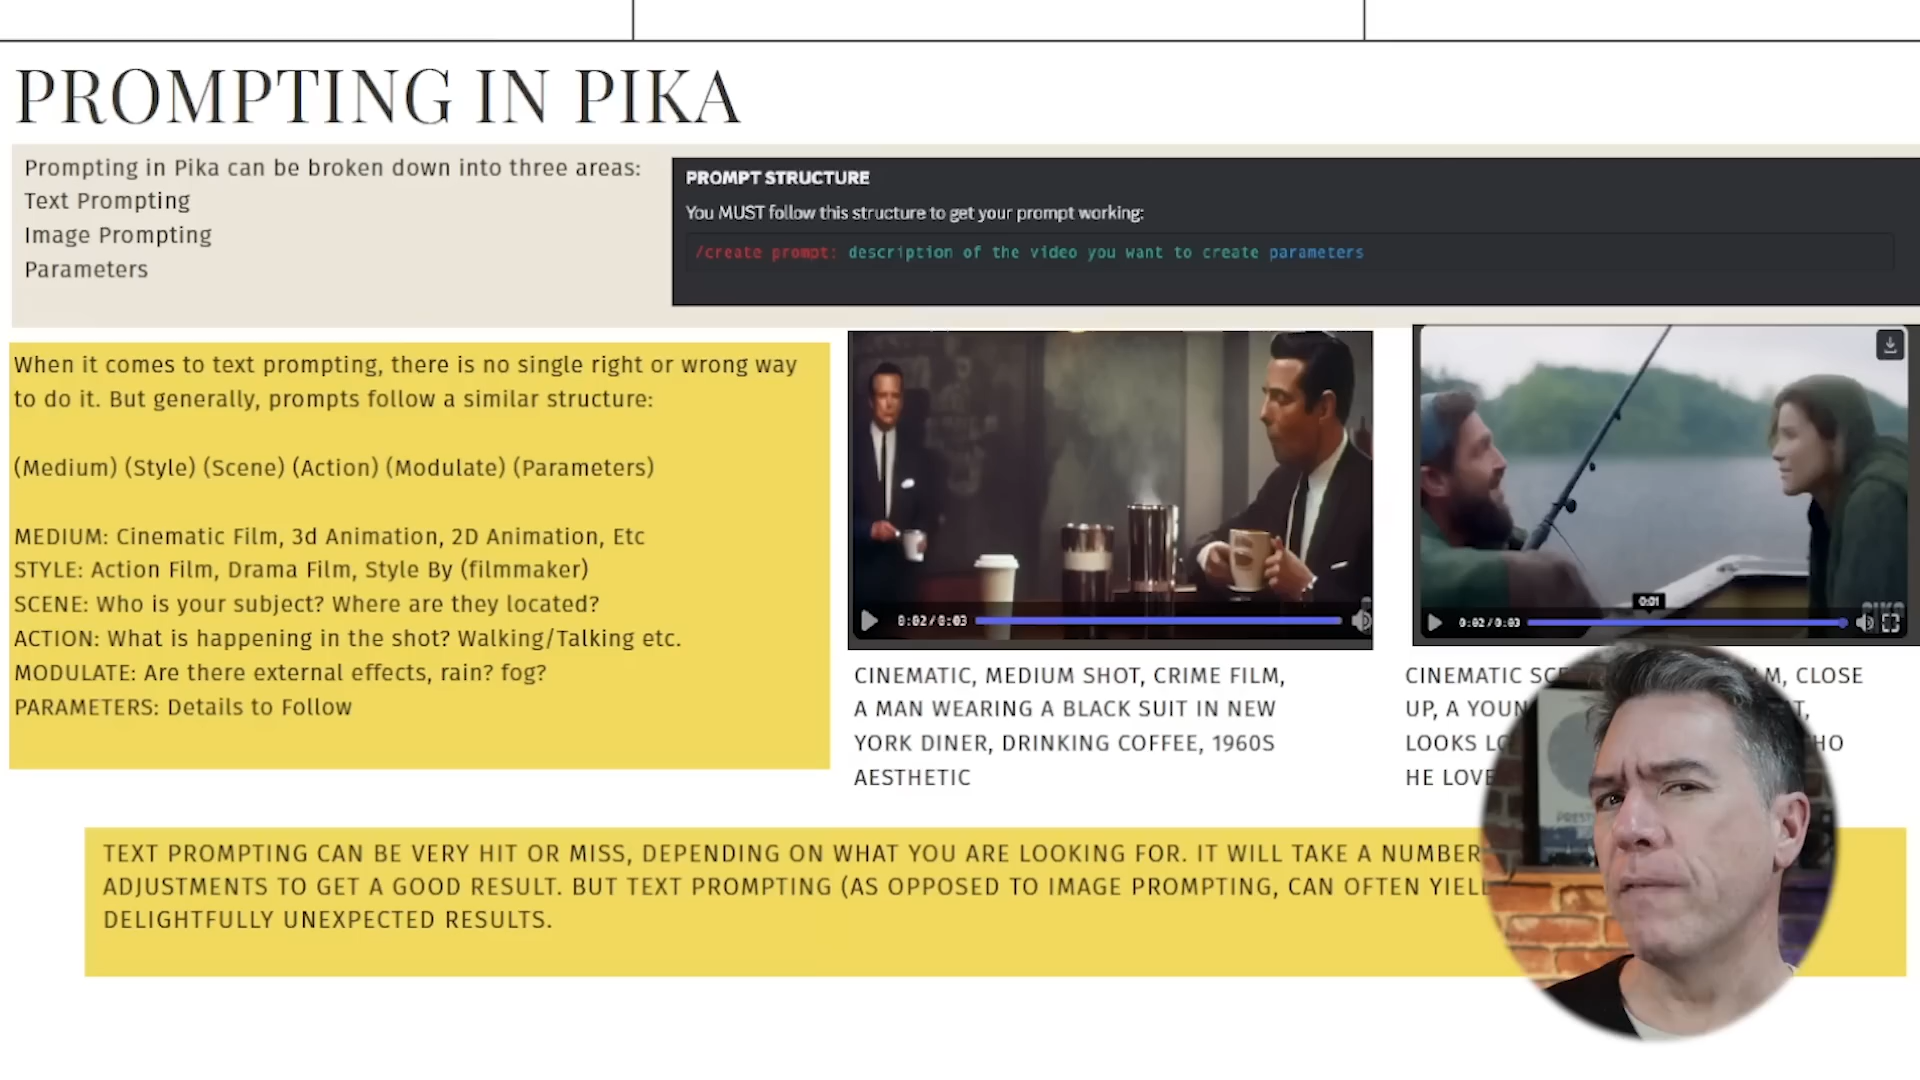 PROMPTING IN PIKA
Prompting in Pika can be broken down into three areas:
Text Prompting
Image Prompting
Parameters
PROMPT STRUCTURE
You MUST follow this structure to get your prompt working:
/create prompt: description of the video you want to create parameters
When it comes to text prompting, there is no single right or wrong way
to do it. But generally, prompts follow a similar structure:
(Medium) (Style) (Scene) (Action) (Modulate) (Parameters)
MEDIUM: Cinematic Film, 3d Animation, 2D Animation, Etc
STYLE: Action Film, Drama Film, Style By (filmmaker)
SCENE: Who is your subject? Where are they located?
ACTION: What is happening in the shot? Walking/Talking etc.
MODULATE: Are there external effects, rain? fog?
PARAMETERS: Details to Follow
0:02/0:03
CINEMATIC, MEDIUM SHOT, CRIME FILM,
A MAN WEARING A BLACK SUIT IN NEW
YORK DINER, DRINKING COFFEE, 1960S
AESTHETIC
0:01
0:02/0:03
CINEMATIC CLOSE
UP, A
LOOKS
HE
TEXT PROMPTING CAN BE VERY HIT OR MISS, DEPENDING ON WHAT YOU ARE LOOKING FOR. IT WILL TAKE A NUMBER
ADJUSTMENTS TO GET A GOOD RESULT. BUT TEXT PROMPTING (AS OPPOSED TO IMAGE PROMPTING, CAN OFTEN
DELIGHTFULLY UNEXPECTED RESULTS.